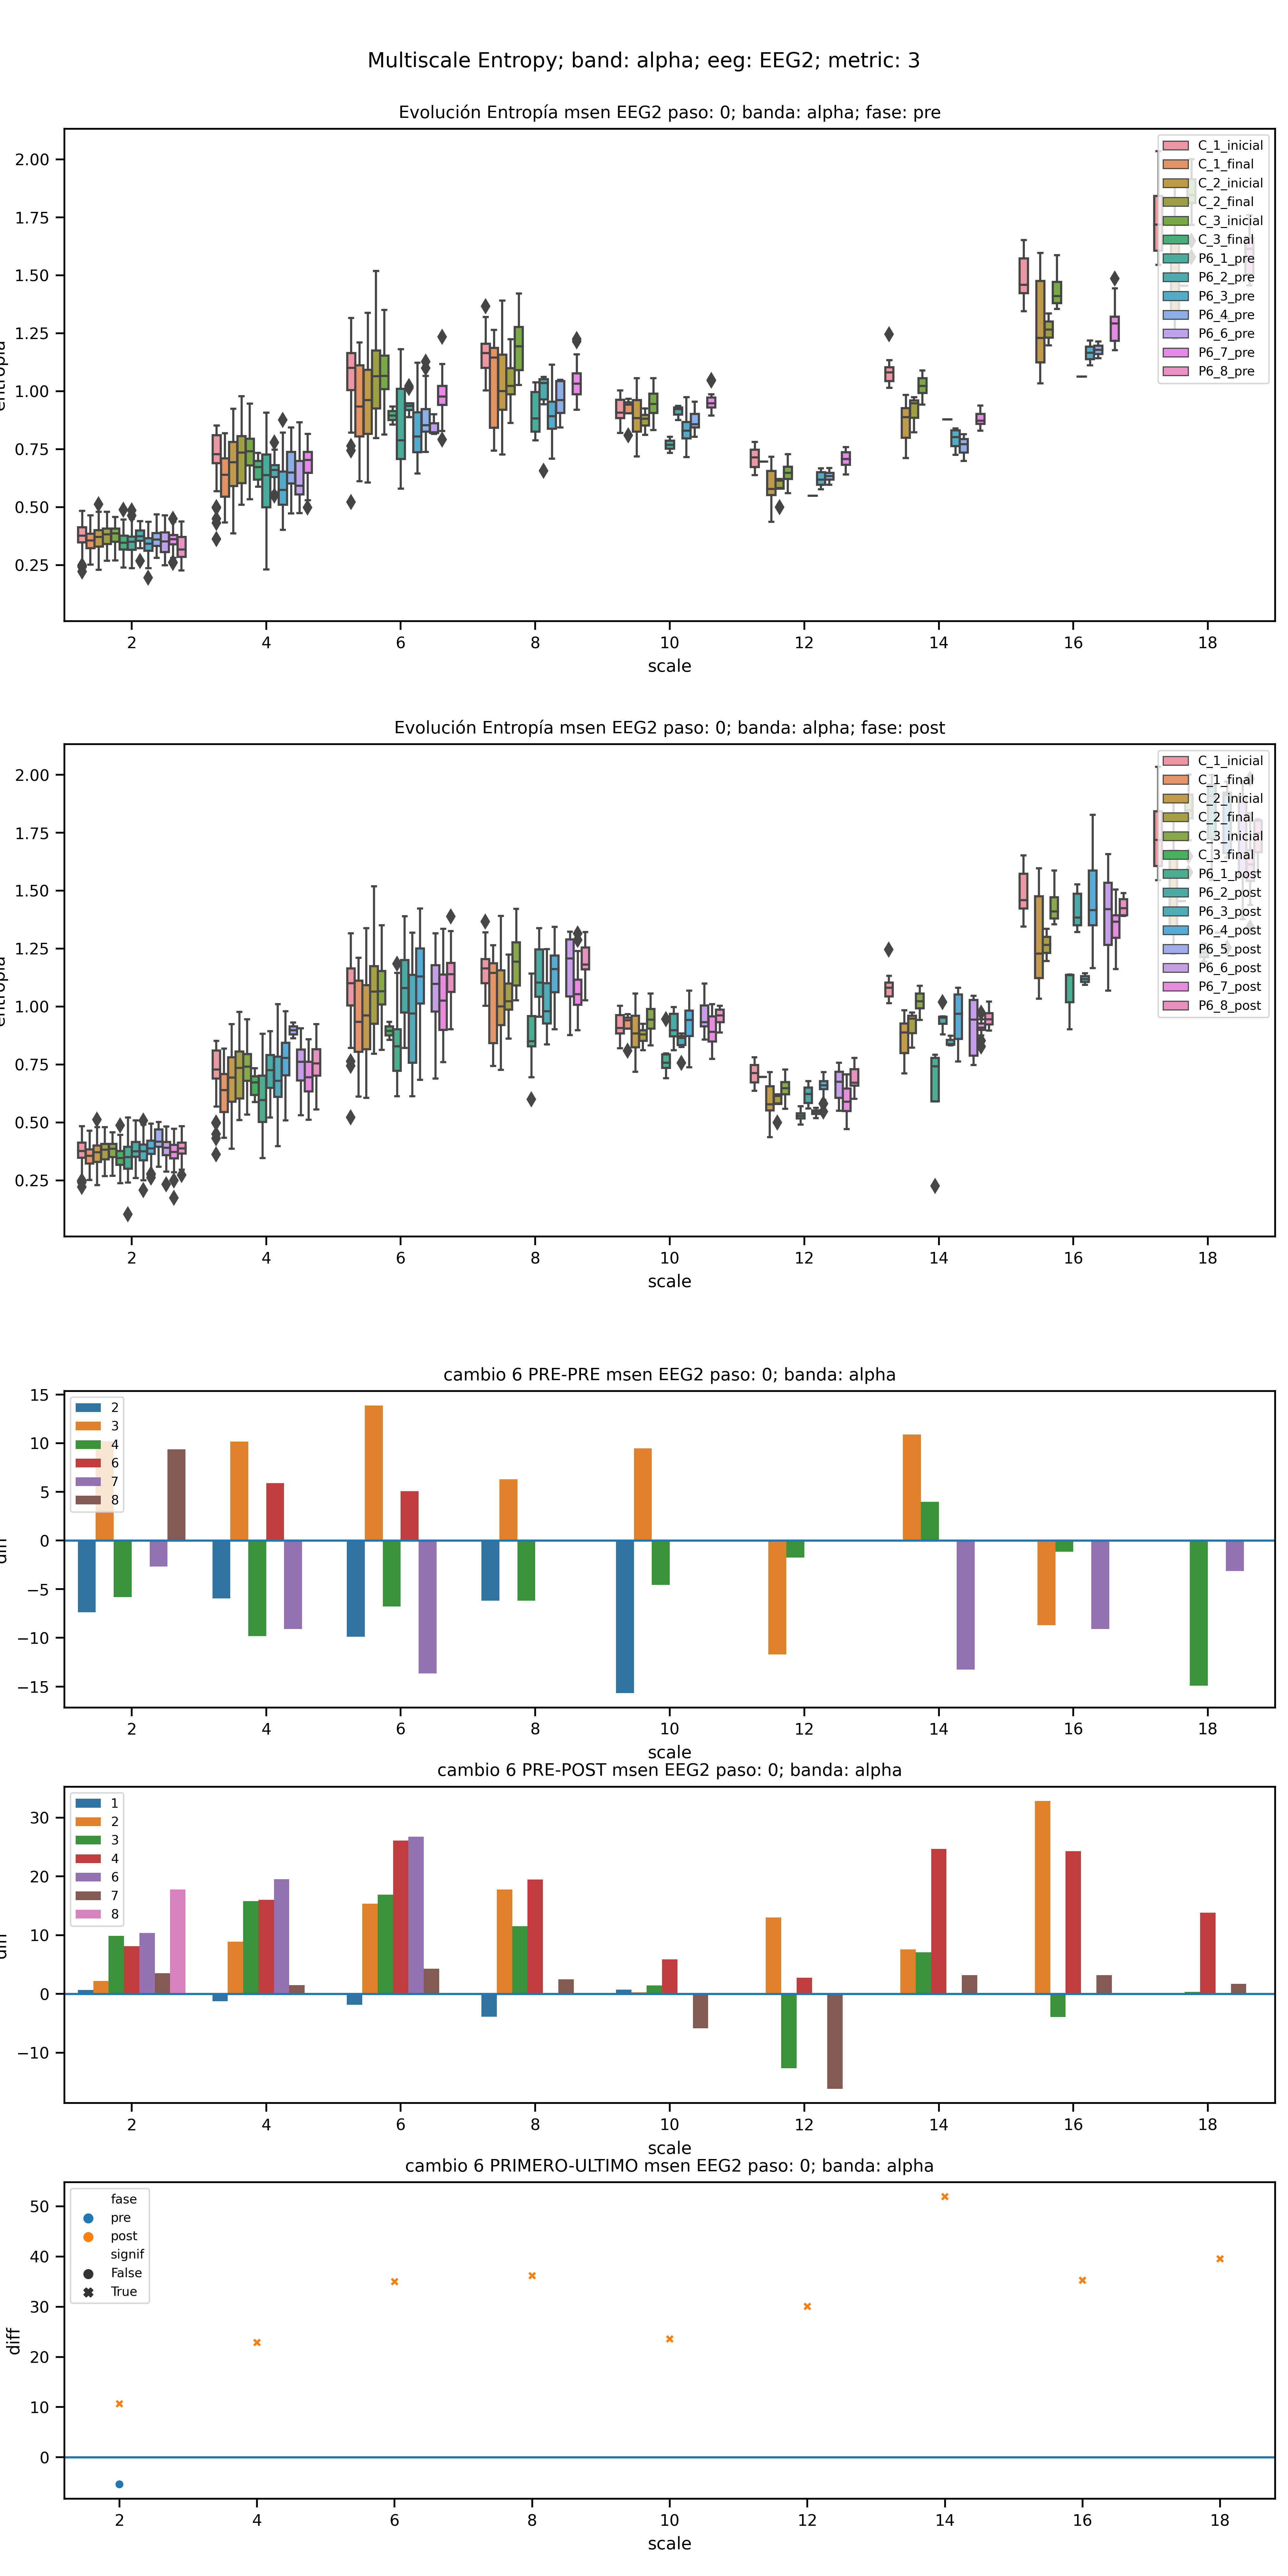 Multiscale Entropy; band: alpha; eeg: EEG2; metric: 3
Evolución Entropía msen EEG2 paso: 0; banda: alpha; fase: pre
2.00
1.75
1.50
1.25
1.00
0.75
0.50
0.25
C_1_inicial
C_1_final
C_2_inicial
C_2_final
C_3_inicial
C_3_final
P6_1_pre
P6_2_pre
P6_3_pre
P6_4_pre
P6_6_pre
P6_7_pre
P6_8_pre
2 4 6 8 10 12 14 16 18
scale
Evolución Entropía msen EEG2 paso: 0; banda: alpha; fase: post
2.00
1.75
1.50
1.25
1.00
0.75
0.50
0.25
C_1_inicial
C_1_final
C_2_inicial
C_2_final
C_3_inicial
C_3_final
P6_1_post
P6_2_post
P6_3_post
P6_4_post
P6_5_post
P6_6_post
P6_7_post
P6_8_post
2 4 6 8 10 12 14 16 18
scale
cambio 6 PRE-PRE msen EEG2 paso: 0; banda: alpha
15
10
5
0
−5
−10
−15
2
3
4
6
7
8
2 4 6 8 10 12 14 16 18
scale
cambio 6 PRE-POST msen EEG2 paso: 0; banda: alpha
30
20
10
0
−10
1
2
3
4
6
7
8
2 4 6 8 10 12 14 16 18
scale
cambio 6 PRIMERO-ULTIMO msen EEG2 paso: 0; banda: alpha
diff
50
40
30
20
10
0
fase
pre
post
signif
False
True
2 4 6 8 10 12 14 16 18
scale